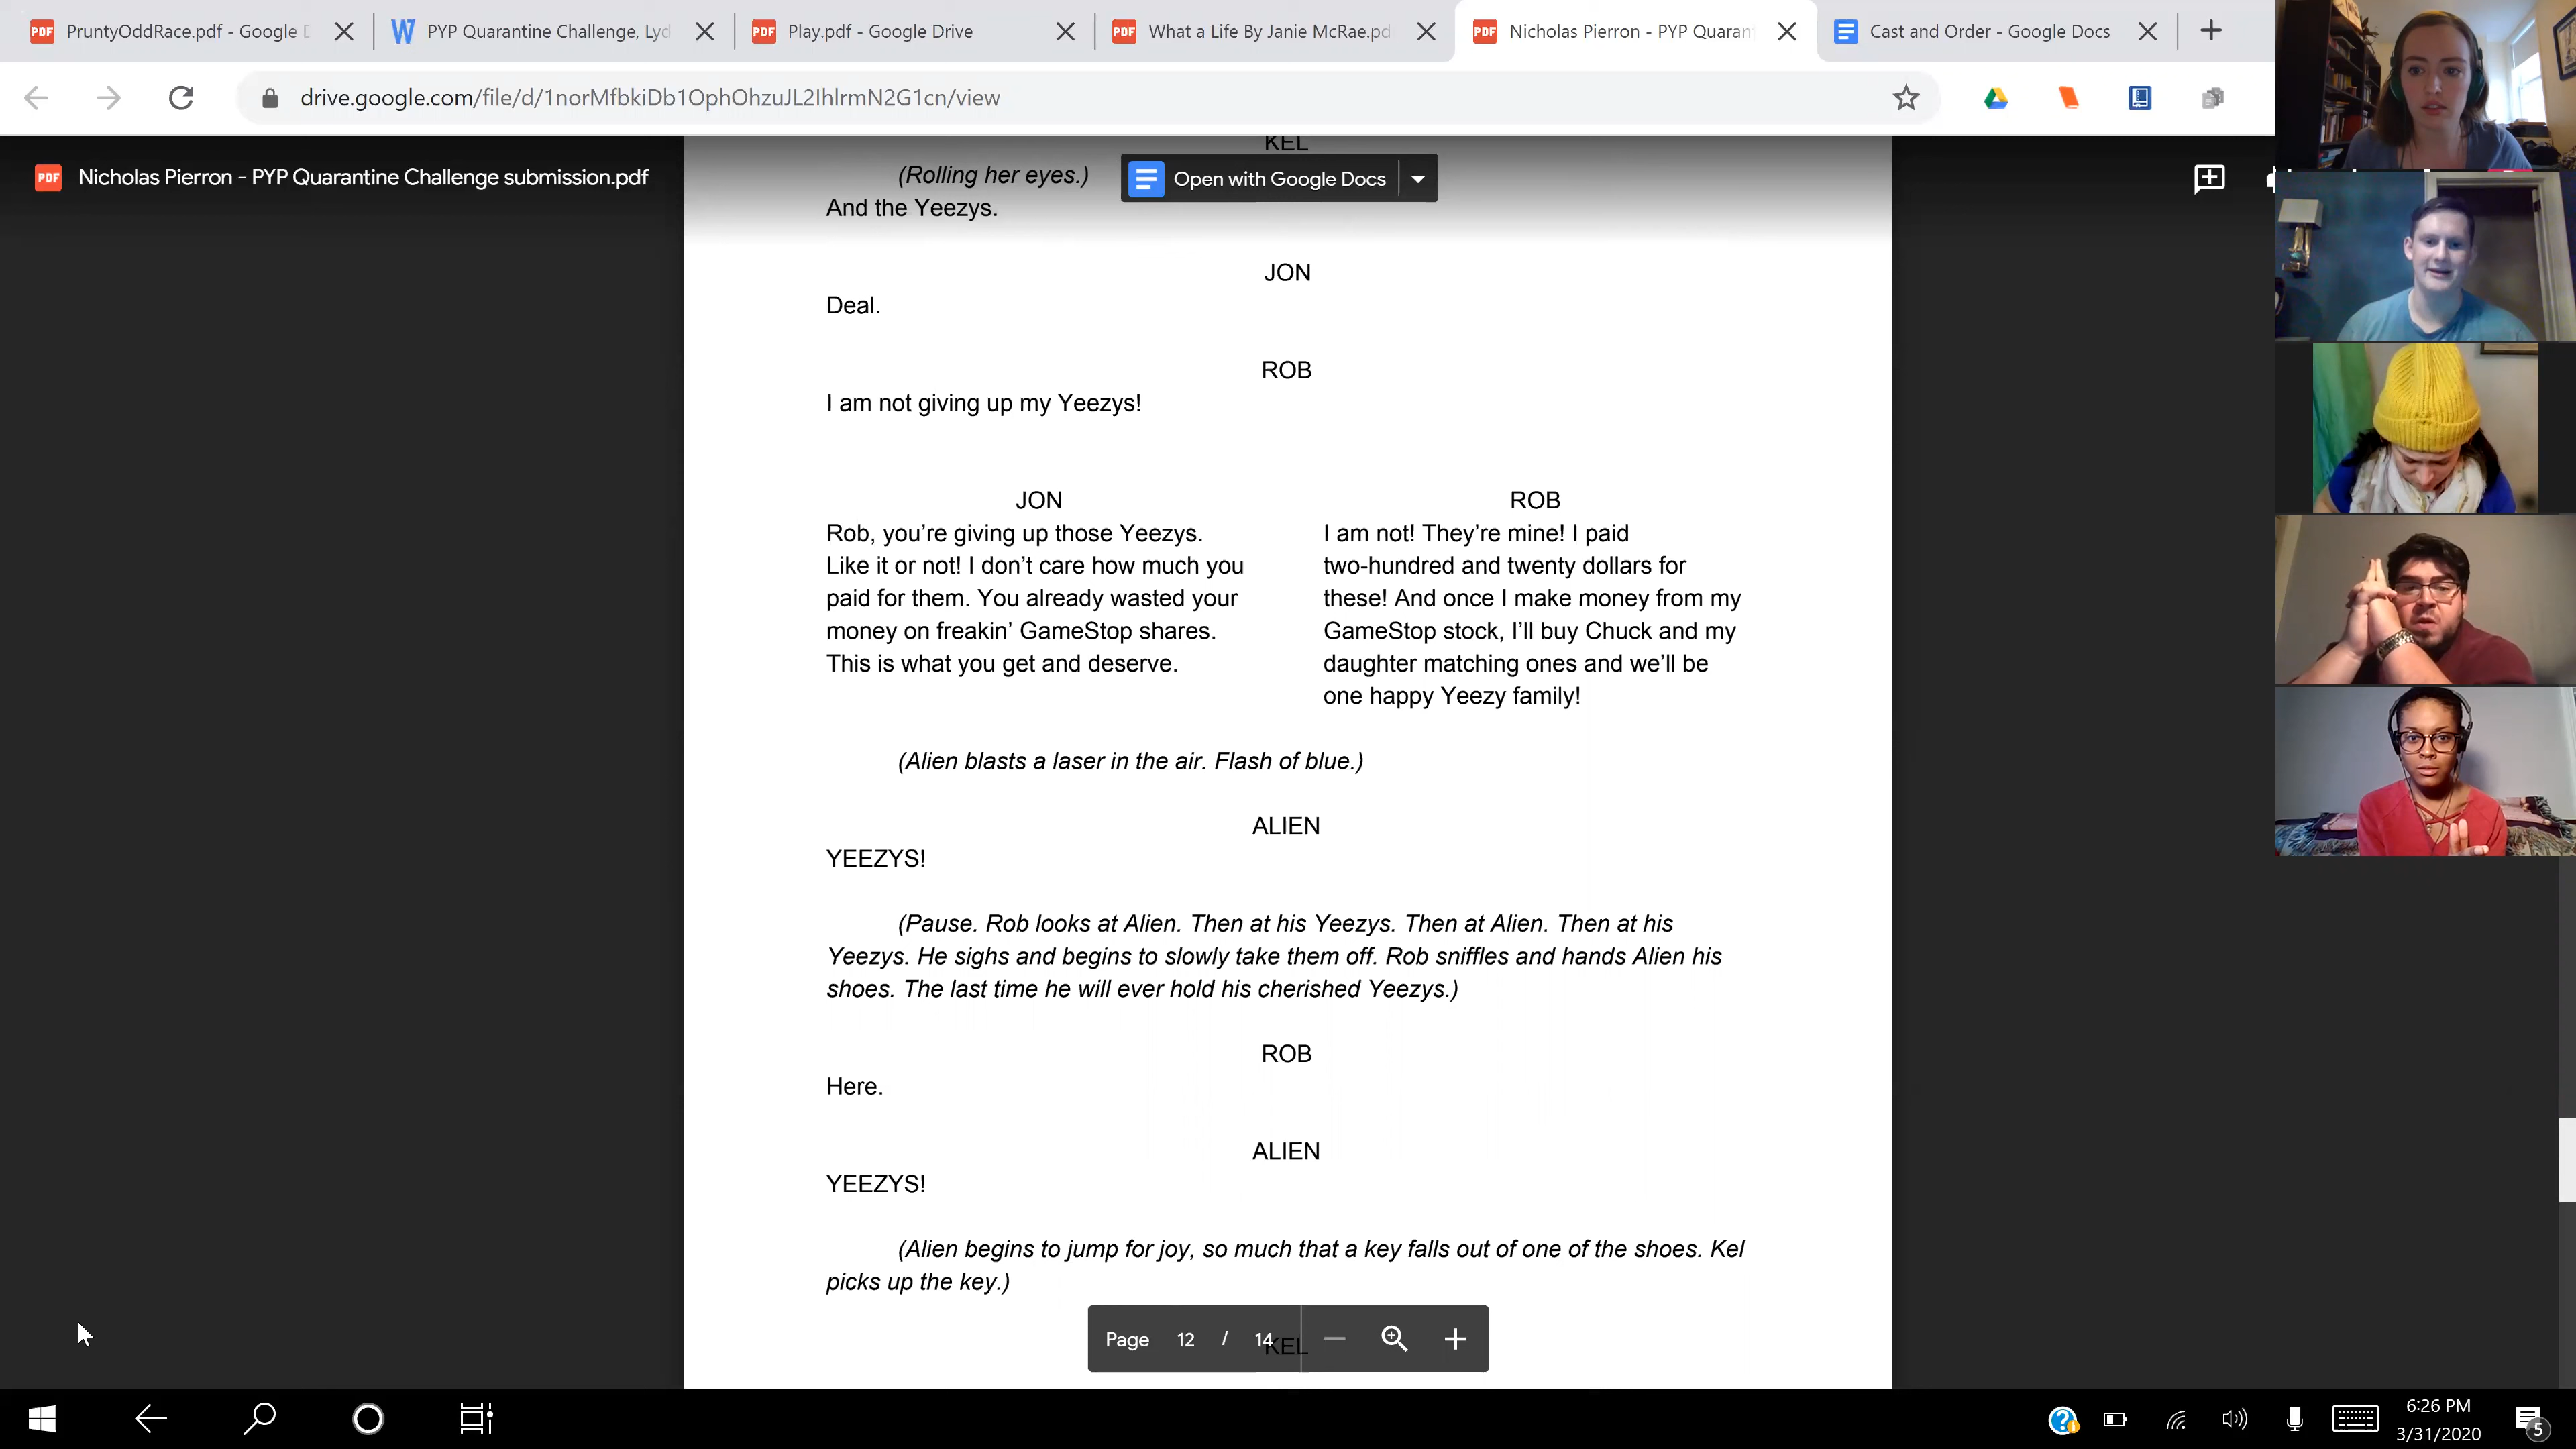 PruntyOddRace.pdf - Google D
PYP Quarantine Challenge, Lyd
Play.pdf - Google Drive
What a Life By Janie McRae.pd
Nicholas Pierron - PYP Quaran
Cast and Order - Google Docs
drive.google.com/file/d/1norMfbkiDb1OphOhzuJL2IhlrmN2G1cn/view
PDF Nicholas Pierron - PYP Quarantine Challenge submission.pdf
Open with Google Docs
KEL
(Rolling her eyes.)
And the Yeezys.
JON
Deal.
ROB
I am not giving up my Yeezys!
JON
Rob, you're giving up those Yeezys.
Like it or not! I don't care how much you
paid for them. You already wasted your
money on freakin' GameStop shares.
This is what you get and deserve.
ROB
I am not! They're mine! I paid
two-hundred and twenty dollars for
these! And once I make money from my
GameStop stock, I'll buy Chuck and my
daughter matching ones and we'll be
one happy Yeezy family!
(Alien blasts a laser in the air. Flash of blue.)
ALIEN
YEEZYS!
(Pause. Rob looks at Alien. Then at his Yeezys. Then at Alien. Then at his
Yeezys. He sighs and begins to slowly take them off. Rob sniffles and hands Alien his
shoes. The last time he will ever hold his cherished Yeezys.)
ROB
Here.
ALIEN
YEEZYS!
(Alien begins to jump for joy, so much that a key falls out of one of the shoes. Kel
picks up the key.)
KEL
Page 12 / 14
6:26 PM
3/31/2020
5